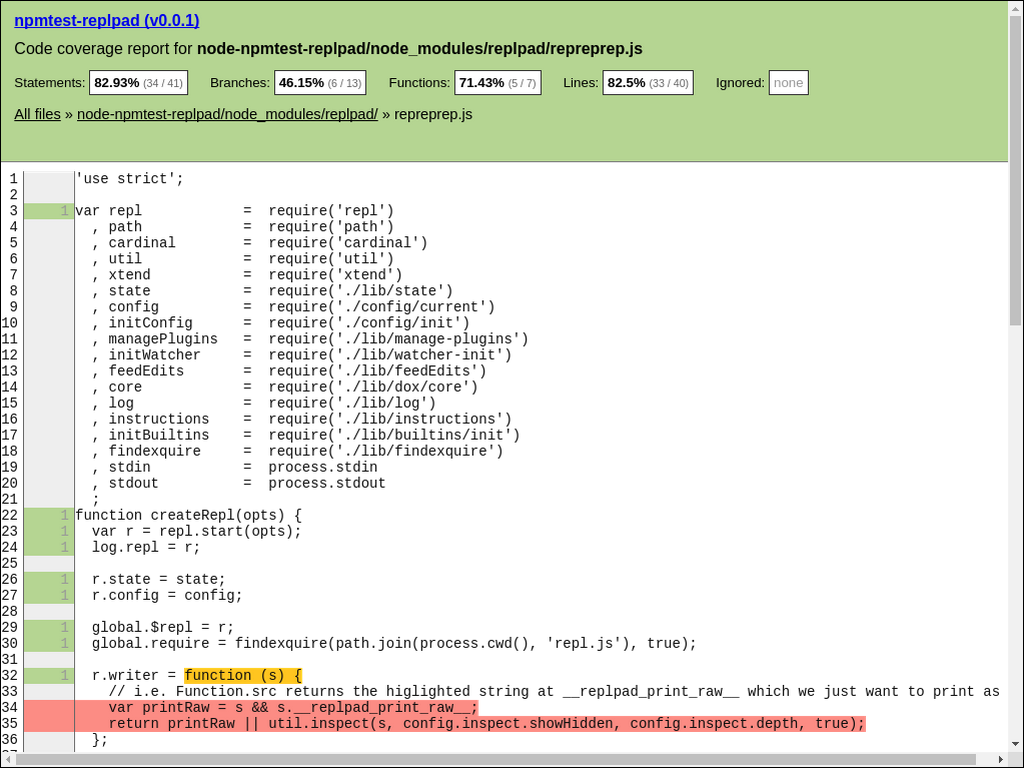 npmtest-replpad (v0.0.1)
Code coverage report for node-npmtest-replpad/node_modules/replpad/repreprep.js
Statements: 82.93% (34 / 41) Branches: 46.15% (6 / 13) Functions: 71.43% (5 / 7) Lines: 82.5% (33 / 40) Ignored: none
All files » node-npmtest-replpad/node_modules/replpad/ » repreprep.js
1 'use strict';
2
3 1 var repl            =  require('repl')
4   , path            =  require('path')
5   , cardinal        =  require('cardinal')
6   , util            =  require('util')
7   , xtend           =  require('xtend')
8   , state           =  require('./lib/state')
9   , config          =  require('./config/current')
10   , initConfig      =  require('./config/init')
11   , managePlugins   =  require('./lib/manage-plugins')
12   , initWatcher     =  require('./lib/watcher-init')
13   , feedEdits       =  require('./lib/feedEdits')
14   , core            =  require('./lib/dox/core')
15   , log             =  require('./lib/log')
16   , instructions    =  require('./lib/instructions')
17   , initBuiltins    =  require('./lib/builtins/init')
18   , findexquire     =  require('./lib/findexquire')
19   , stdin           =  process.stdin
20   , stdout          =  process.stdout
21   ;
22 1 function createRepl(opts) {
23 1   var r = repl.start(opts);
24 1   log.repl = r;
25
26 1   r.state = state;
27 1   r.config = config;
28
29 1   global.$repl = r;
30 1   global.require = findexquire(path.join(process.cwd(), 'repl.js'), true);
31
32 1   r.writer = function (s) {
33     // i.e. Function.src returns the higlighted string at __replpad_print_raw__ which we just want to print as
34     var printRaw = s && s.__replpad_print_raw__;
35     return printRaw || util.inspect(s, config.inspect.showHidden, config.inspect.depth, true);
36   };